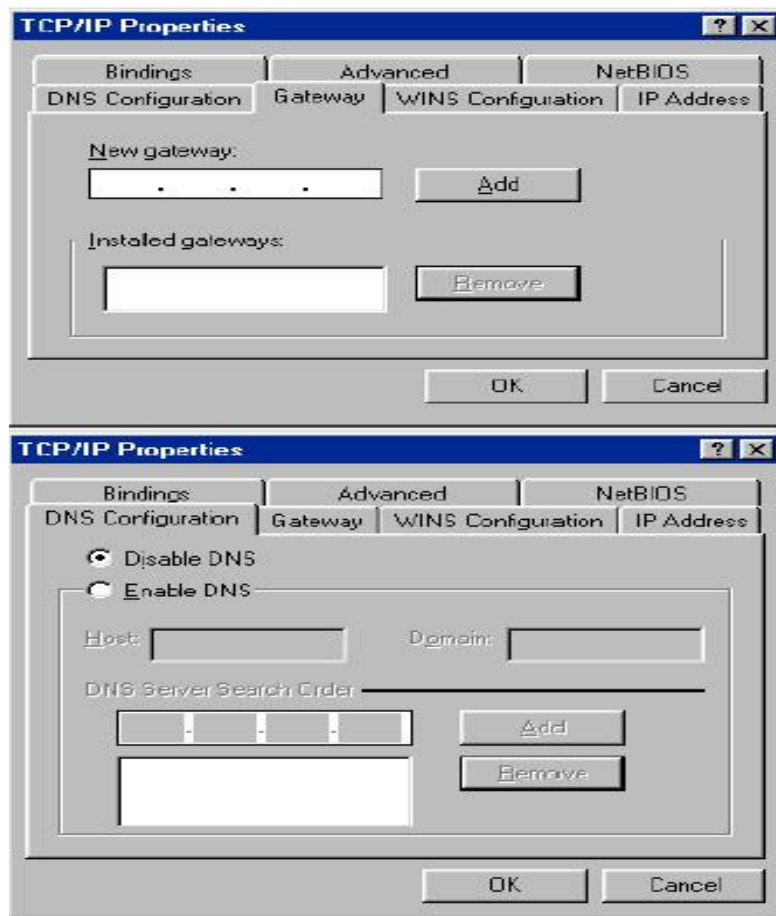 TCP/IP Properties
Bindings Advanced NetBIOS
DNS Configuration Gateway WINS Configuration IP Address
New gateway:
Add
Installed gateways:
Remove
OK Cancel
TCP/IP Properties
Bindings Advanced NetBIOS
DNS Configuration Gateway WINS Configuration IP Address
Disable DNS
Enable DNS
Host: Domain:
DNS Server Search Order
Add
Remove
OK Cancel